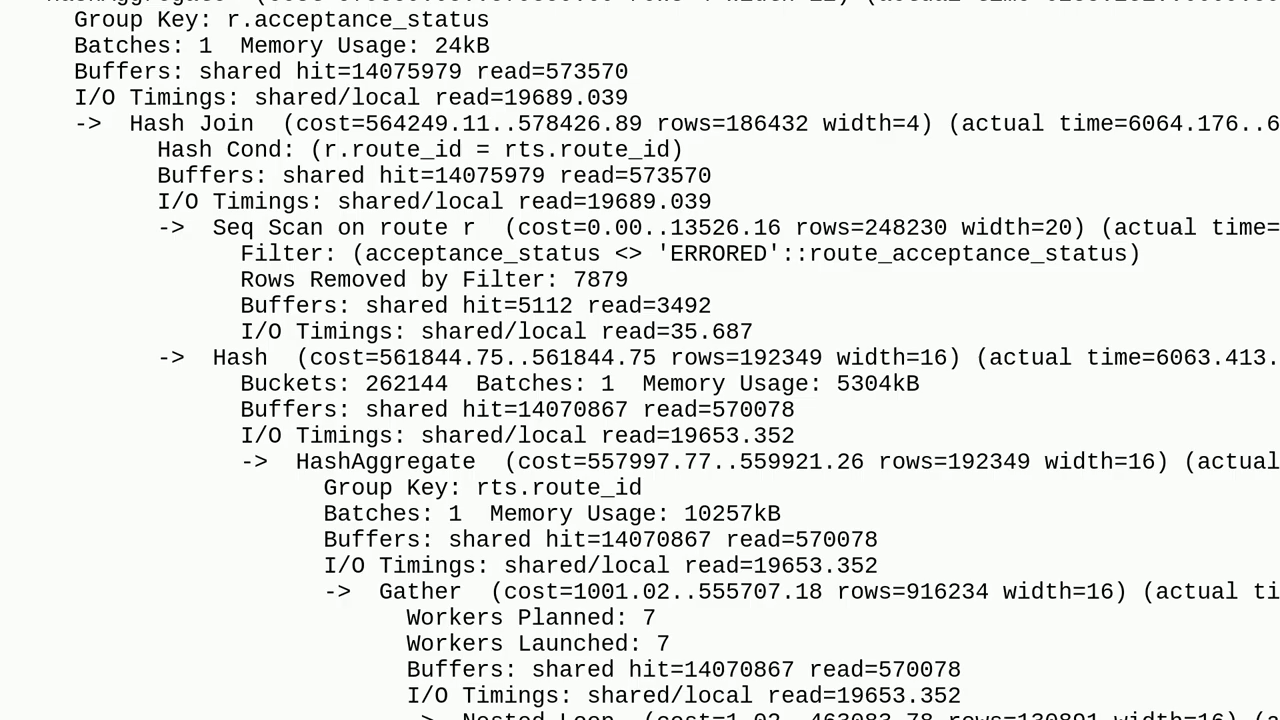 Group Key: r.acceptance_status
Batches: 1  Memory Usage: 24kB
Buffers: shared hit=14075979 read=573570
I/O Timings: shared/local read=19689.039
->  Hash Join  (cost=564249.11..578426.89 rows=186432 width=4) (actual time=6064.176..6
Hash Cond: (r.route_id = rts.route_id)
Buffers: shared hit=14075979 read=573570
I/O Timings: shared/local read=19689.039
->  Seq Scan on route r  (cost=0.00..13526.16 rows=248230 width=20) (actual time=
Filter: (acceptance_status <> 'ERRORED'::route_acceptance_status)
Rows Removed by Filter: 7879
Buffers: shared hit=5112 read=3492
I/O Timings: shared/local read=35.687
->  Hash  (cost=561844.75..561844.75 rows=192349 width=16) (actual time=6063.413.
Buckets: 262144  Batches: 1  Memory Usage: 5304kB
Buffers: shared hit=14070867 read=570078
I/O Timings: shared/local read=19653.352
->  HashAggregate  (cost=557997.77..559921.26 rows=192349 width=16) (actual
Group Key: rts.route_id
Batches: 1  Memory Usage: 10257kB
Buffers: shared hit=14070867 read=570078
I/O Timings: shared/local read=19653.352
->  Gather  (cost=1001.02..555707.18 rows=916234 width=16) (actual ti
Workers Planned: 7
Workers Launched: 7
Buffers: shared hit=14070867 read=570078
I/O Timings: shared/local read=19653.352